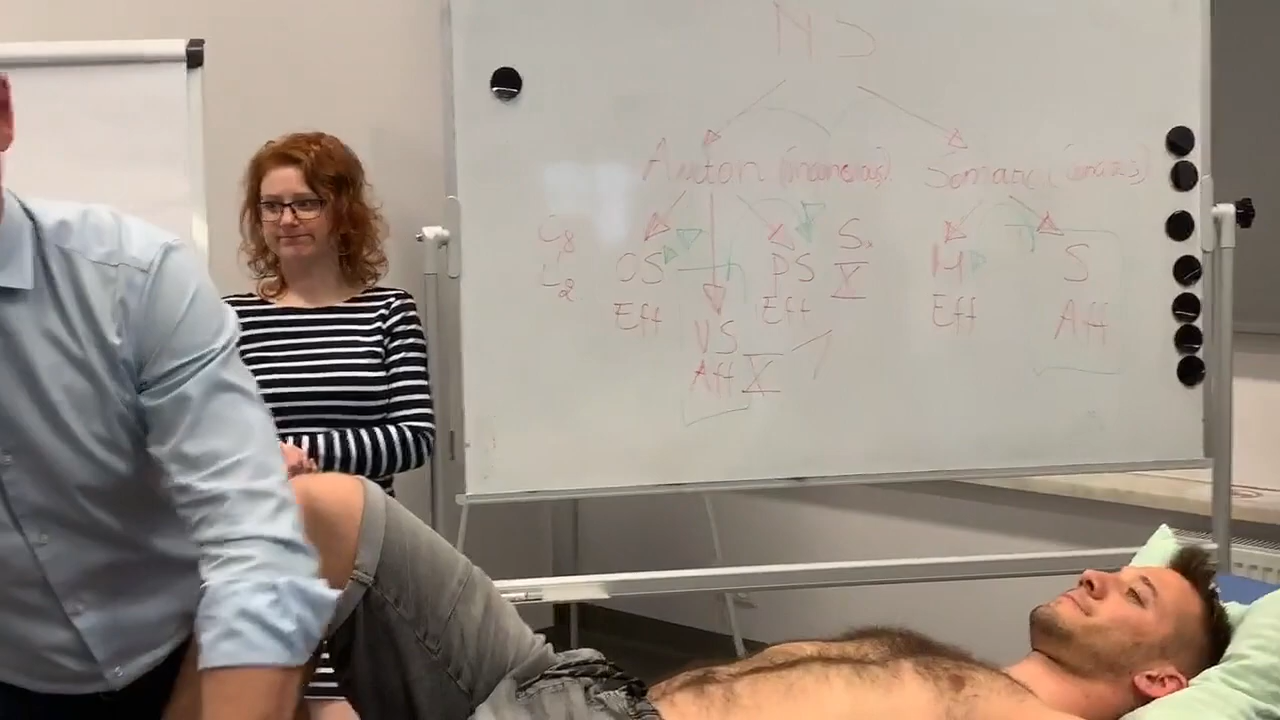 NS
Auton Somatic
C8 OS PS S. M S
L2 Eff Eff X Eff Aff
VS
Aff X